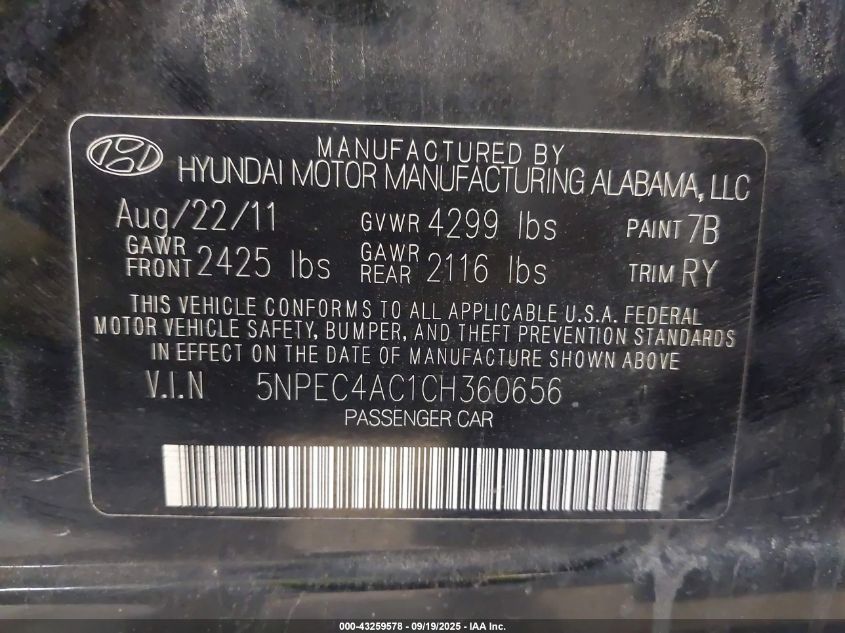 MANUFACTURED BY
HYUNDAI MOTOR MANUFACTURING ALABAMA, LLC
Aug/22/11 GVWR 4299 lbs PAINT 7B
GAWR FRONT 2425 lbs GAWR REAR 2116 lbs TRIM RY
THIS VEHICLE CONFORMS TO ALL APPLICABLE U.S.A. FEDERAL
MOTOR VEHICLE SAFETY, BUMPER, AND THEFT PREVENTION STANDARDS
IN EFFECT ON THE DATE OF MANUFACTURE SHOWN ABOVE
V.I.N 5NPEC4AC1CH360656
PASSENGER CAR
000-43259578 - 09/19/2025 - IAA Inc.